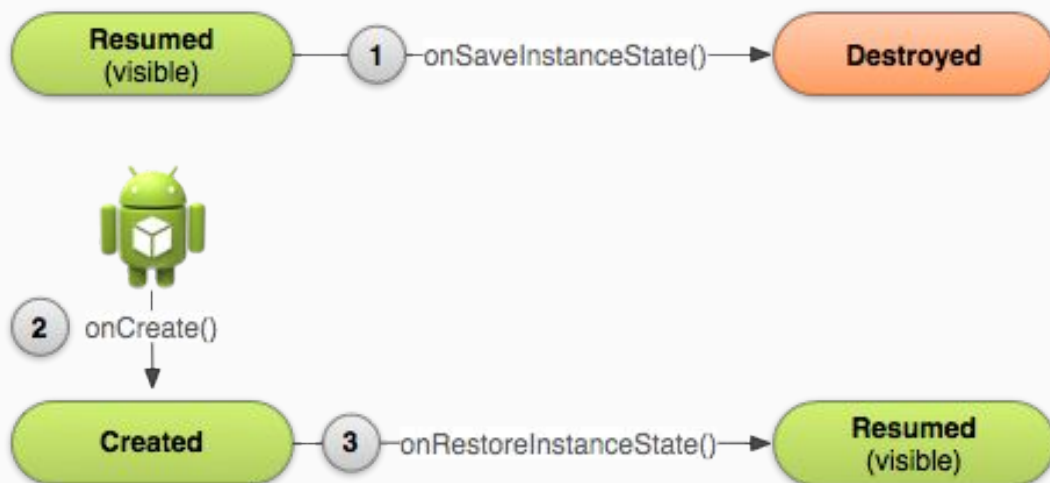 Resumed
(visible)
1
onSaveInstanceState()
Destroyed
2
onCreate()
Created
3
onRestoreInstanceState()
Resumed
(visible)